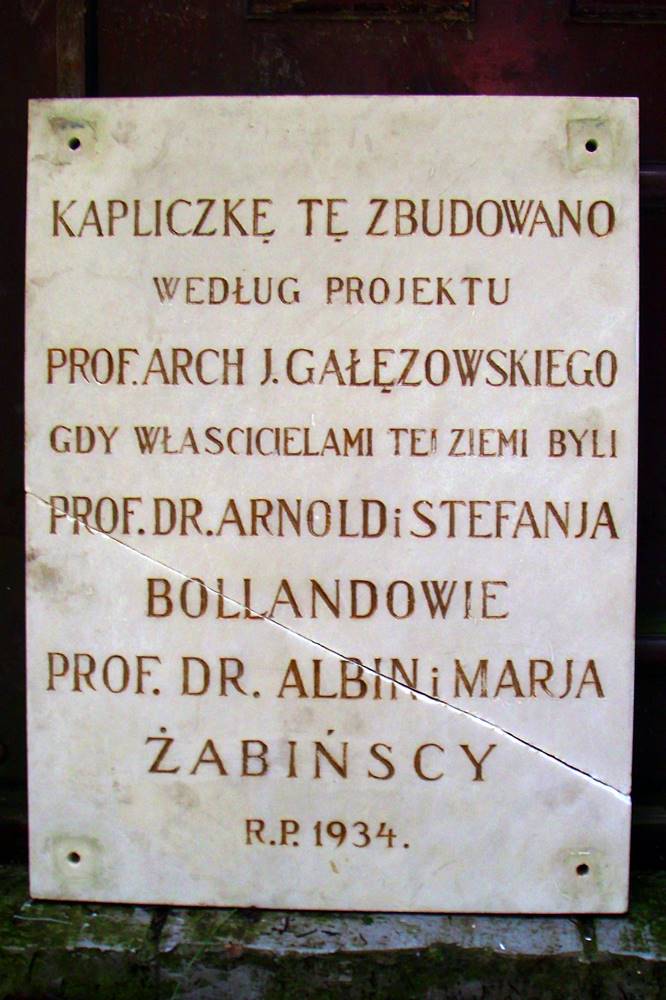 KAPLICZKĘ TĘ ZBUDOWANO
WEDŁUG PROJEKTU
PROF. ARCH J. GAŁĘZOWSKIEGO
GDY WŁASCICIELAMI TEJ ZIEMI BYLI
PROF. DR. ARNOLD i STEFANJA
BOLLANDOWIE
PROF. DR. ALBIN i MARJA
ŻABIŃSCY
R.P. 1934.